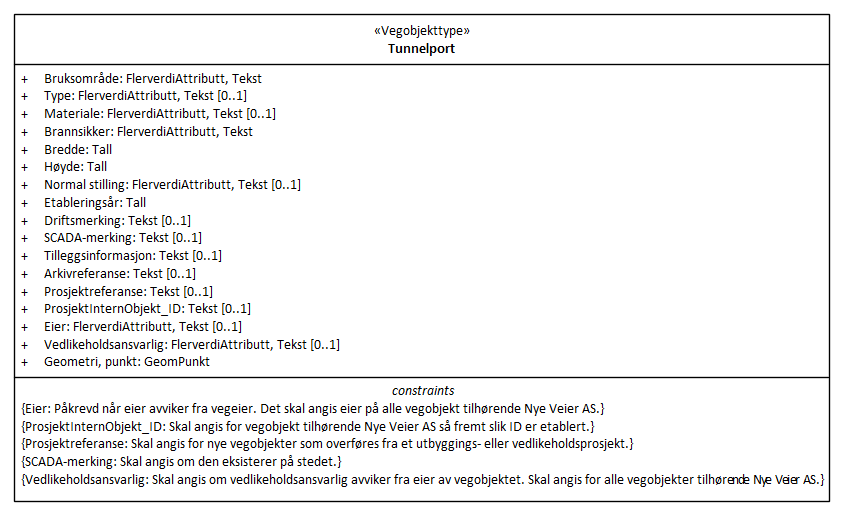 «Vegobjekttype»
Tunnelport
+ Bruksområde: FlerverdiAttributt, Tekst
+ Type: FlerverdiAttributt, Tekst [0..1]
+ Materiale: FlerverdiAttributt, Tekst [0..1]
+ Brannsikker: FlerverdiAttributt, Tekst
+ Bredde: Tall
+ Høyde: Tall
+ Normal stilling: FlerverdiAttributt, Tekst [0..1]
+ Etableringsår: Tall
+ Driftsmerking: Tekst [0..1]
+ SCADA-merking: Tekst [0..1]
+ Tilleggsinformasjon: Tekst [0..1]
+ Arkivreferanse: Tekst [0..1]
+ Prosjektreferanse: Tekst [0..1]
+ ProsjektInternObjekt_ID: Tekst [0..1]
+ Eier: FlerverdiAttributt, Tekst [0..1]
+ Vedlikeholdsansvarlig: FlerverdiAttributt, Tekst [0..1]
+ Geometri, punkt: GeomPunkt
constraints
{Eier: Påkrevd når eier avviker fra vegeier. Det skal angis eier på alle vegobjekt tilhørende Nye Veier AS.}
{ProsjektInternObjekt_ID: Skal angis for vegobjekt tilhørende Nye Veier AS så fremt slik ID er etablert.}
{Prosjektreferanse: Skal angis for nye vegobjekter som overføres fra et utbyggings- eller vedlikeholdsprosjekt.}
{SCADA-merking: Skal angis om den eksisterer på stedet.}
{Vedlikeholdsansvarlig: Skal angis om vedlikeholdsansvarlig avviker fra eier av vegobjektet. Skal angis for alle vegobjekter tilhørende Nye Veier AS.}